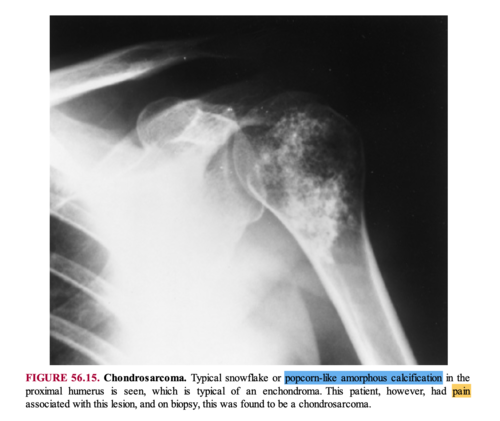 FIGURE 56.15. Chondrosarcoma. Typical snowflake or popcorn-like amorphous calcification in the
proximal humerus is seen, which is typical of an enchondroma. This patient, however, had pain
associated with this lesion, and on biopsy, this was found to be a chondrosarcoma.